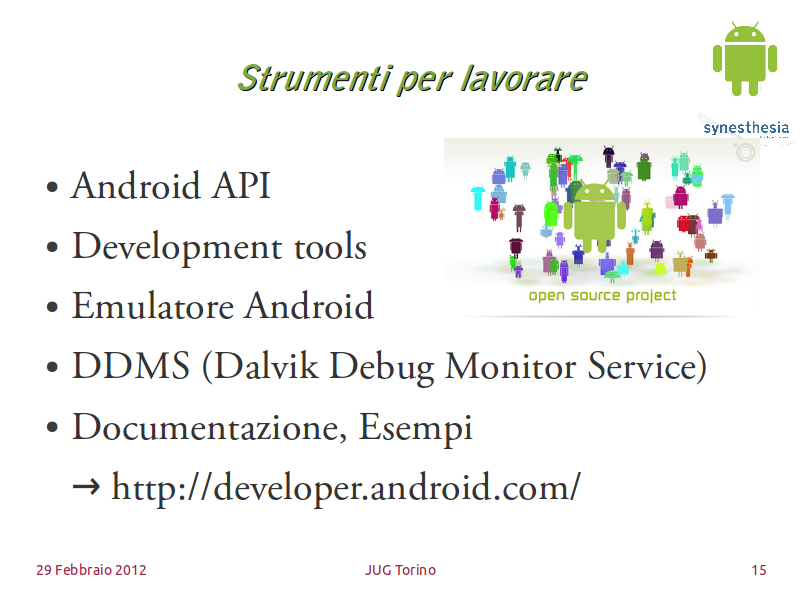 Strumenti per lavorare
synesthesia
• Android API
• Development tools
• Emulatore Android
open source project
• DDMS (Dalvik Debug Monitor Service)
• Documentazione, Esempi
→ http://developer.android.com/
29 Febbraio 2012
JUG Torino
15